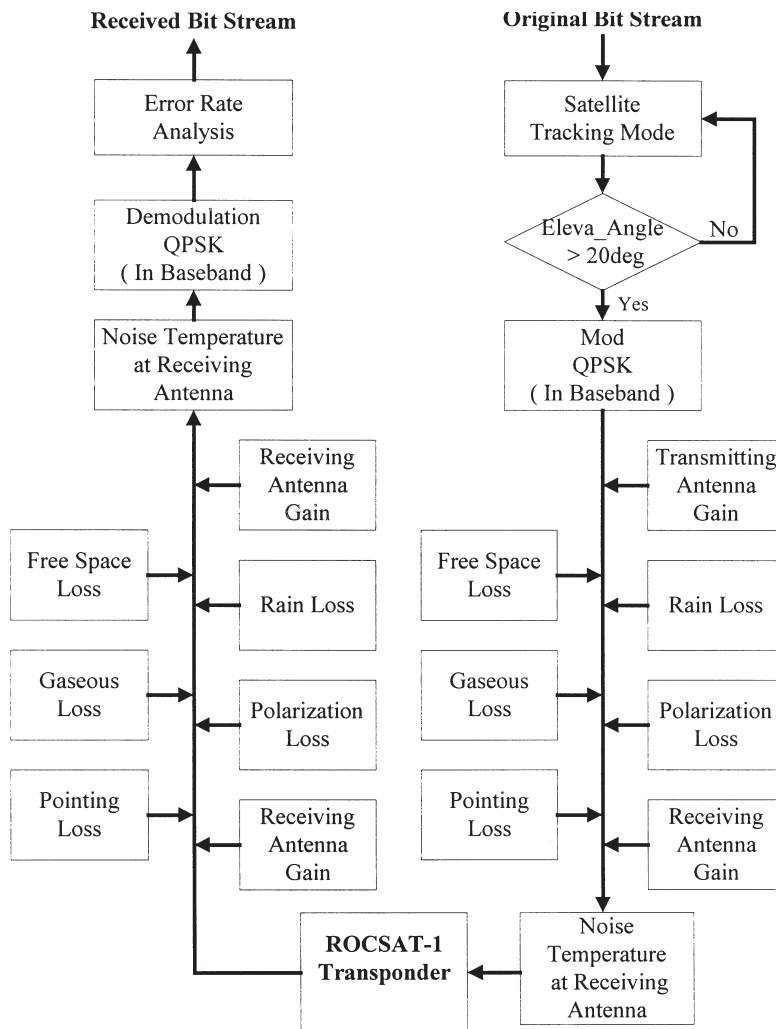 Received Bit Stream
Error Rate
Analysis
Demodulation
QPSK
( In Baseband )
Noise Temperature
at Receiving
Antenna
Receiving
Antenna
Gain
Free Space
Loss
Rain Loss
Gaseous
Loss
Polarization
Loss
Pointing
Loss
Receiving
Antenna
Gain
ROCSAT-1
Transponder
Original Bit Stream
Satellite
Tracking Mode
Eleva_Angle
> 20deg
No
Yes
Mod
QPSK
( In Baseband )
Transmitting
Antenna
Gain
Free Space
Loss
Rain Loss
Gaseous
Loss
Polarization
Loss
Pointing
Loss
Receiving
Antenna
Gain
Noise
Temperature
at Receiving
Antenna